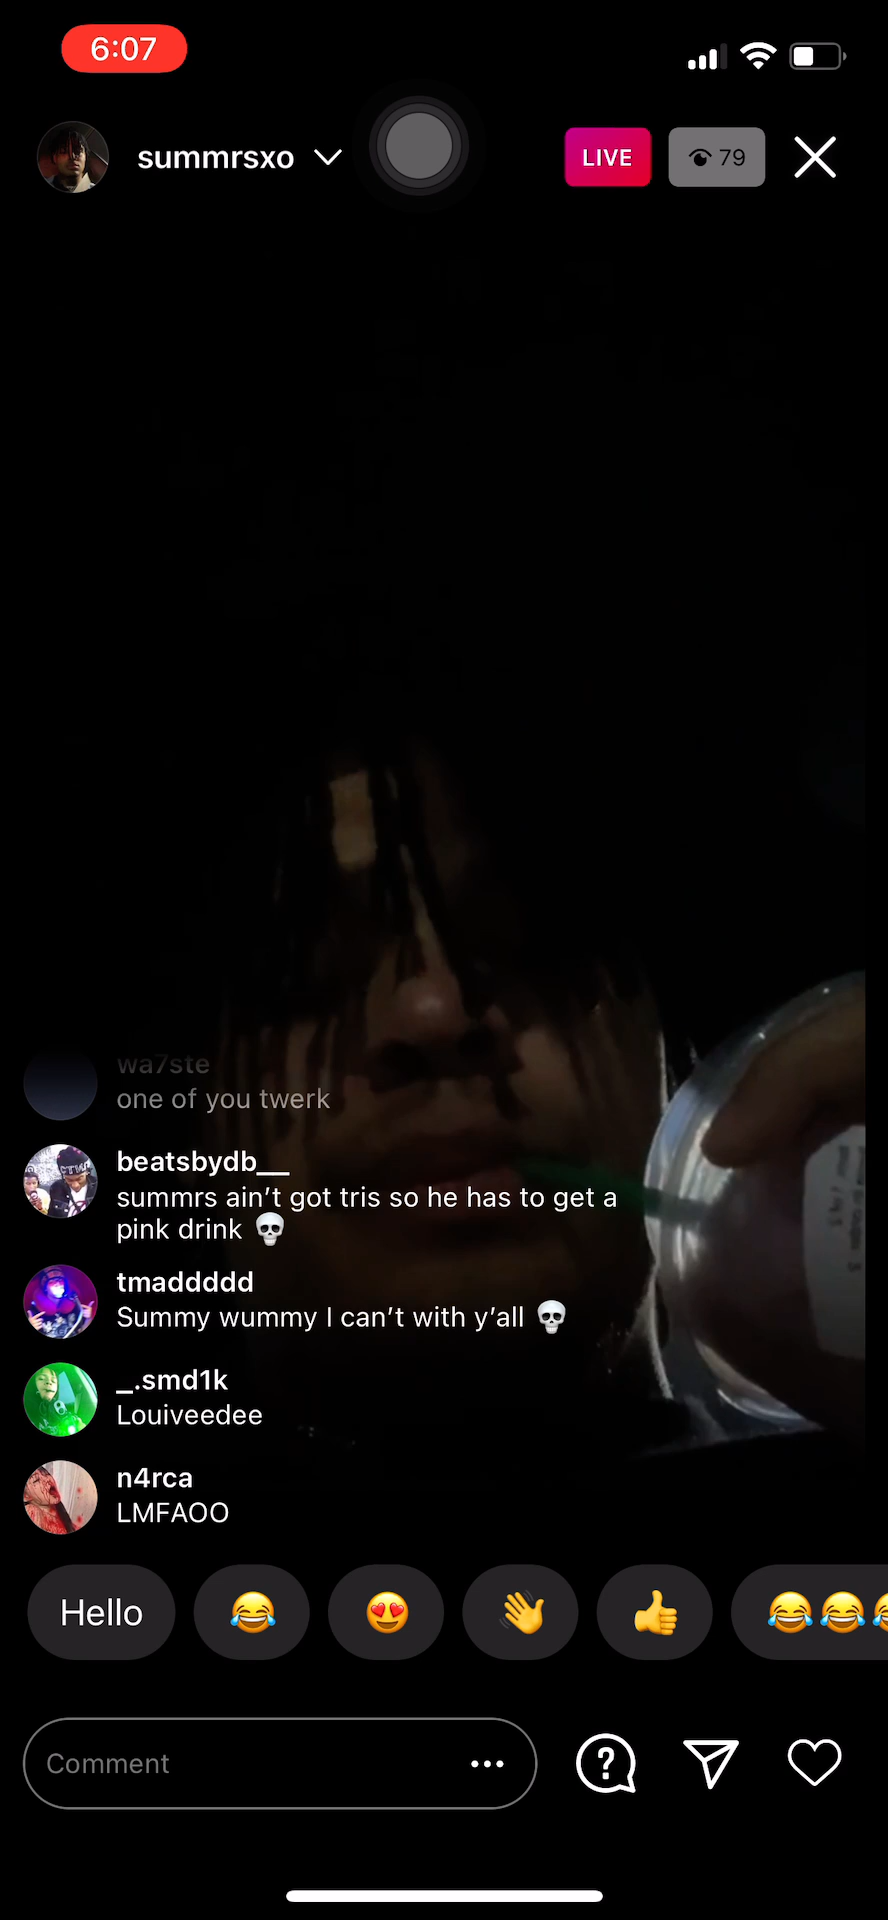 6:07
summrsxo
LIVE
79
wa7ste
one of you twerk
beatsbydb__
summrs ain’t got tris so he has to get a
pink drink 💀
tmaddddd
Summy wummy I can’t with y’all 💀
_.smd1k
Louiveedee
n4rca
LMFAOO
Hello 😂 😍 👋 👍 😂😂😂
Comment